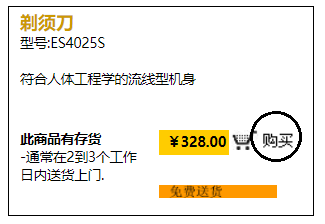 剃须刀
型号:ES4025S
符合人体工程学的流线型机身
此商品有存货
-通常在2到3个工作
日内送货上门.
￥328.00 购买
免费送货